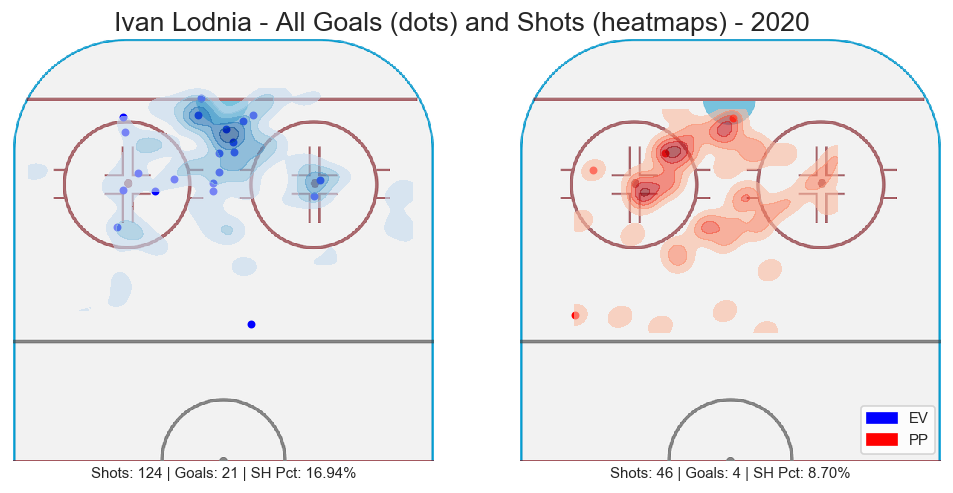 Ivan Lodnia - All Goals (dots) and Shots (heatmaps) - 2020
EV
PP
Shots: 124 | Goals: 21 | SH Pct: 16.94%
Shots: 46 | Goals: 4 | SH Pct: 8.70%